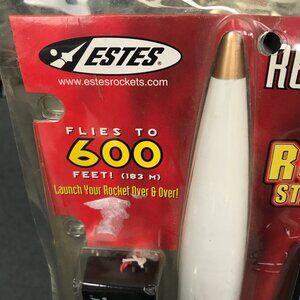 ESTES®
www.estesrockets.com
FLIES TO
600
FEET! (183 M)
Launch Your Rocket Over & Over!